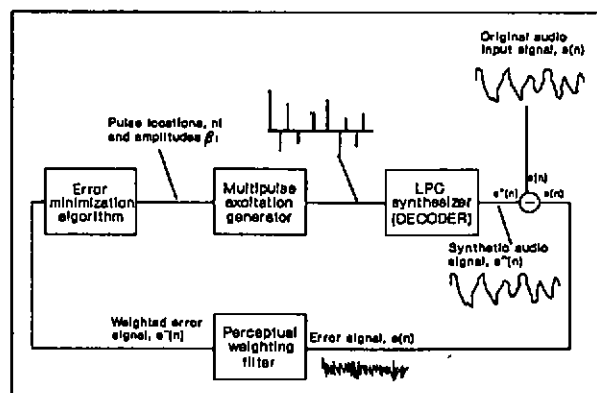 Original audio
input signal, s(n)
Pulse locations, ni
and amplitudes βi
Error
minimization
algorithm
Multipulse
excitation
generator
LPC
synthesizer
(DECODER)
s(n)
s^(n)
e(n)
Synthetic audio
signal, s^(n)
Weighted error
signal, e~(n)
Perceptual
weighting
filter
Error signal, e(n)